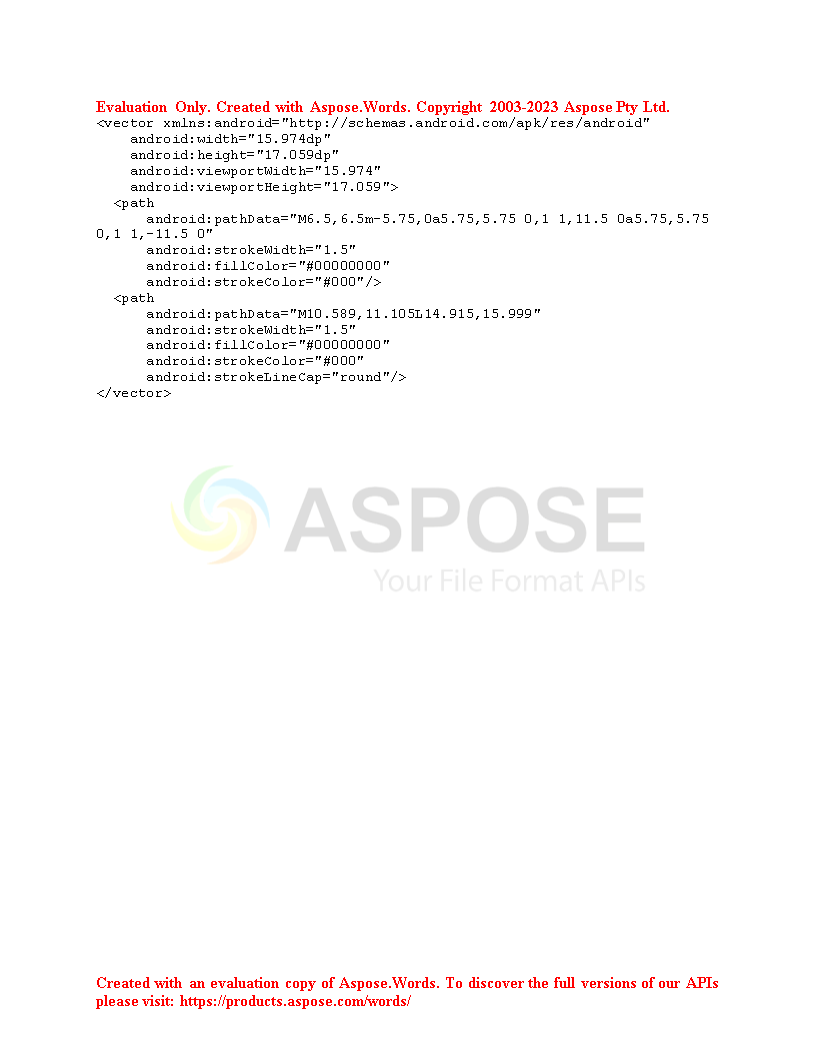 Evaluation Only. Created with Aspose.Words. Copyright 2003-2023 Aspose Pty Ltd.
<vector xmlns:android="http://schemas.android.com/apk/res/android"
    android:width="15.974dp"
    android:height="17.059dp"
    android:viewportWidth="15.974"
    android:viewportHeight="17.059">
  <path
      android:pathData="M6.5,6.5m-5.75,0a5.75,5.75 0,1 1,11.5 0a5.75,5.75
0,1 1,-11.5 0"
      android:strokeWidth="1.5"
      android:fillColor="#00000000"
      android:strokeColor="#000"/>
  <path
      android:pathData="M10.589,11.105L14.915,15.999"
      android:strokeWidth="1.5"
      android:fillColor="#00000000"
      android:strokeColor="#000"
      android:strokeLineCap="round"/>
</vector>
ASPOSE
Your File Format APIs
Created with an evaluation copy of Aspose.Words. To discover the full versions of our APIs
please visit: https://products.aspose.com/words/